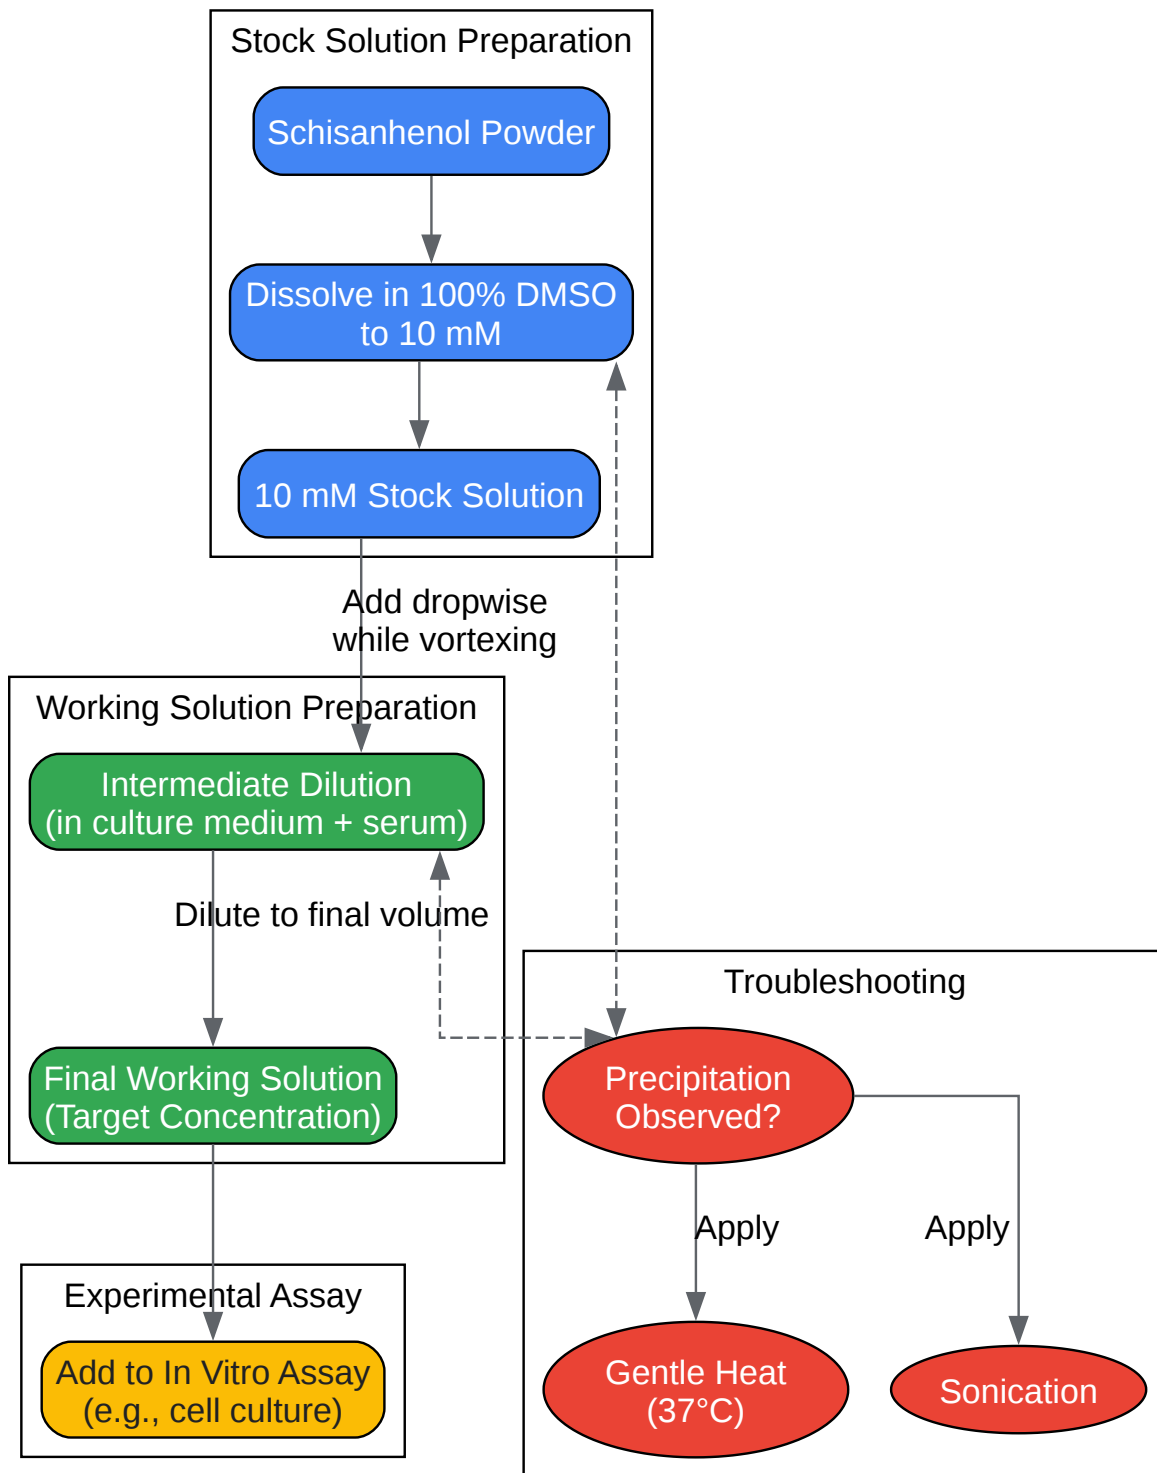 Stock Solution Preparation
Schisanhenol Powder
Dissolve in 100% DMSO
to 10 mM
10 mM Stock Solution
Add dropwise
while vortexing
Working Solution Preparation
Intermediate Dilution
(in culture medium + serum)
Dilute to final volume
Final Working Solution
(Target Concentration)
Experimental Assay
Add to In Vitro Assay
(e.g., cell culture)
Troubleshooting
Precipitation
Observed?
Apply
Apply
Gentle Heat
(37°C)
Sonication